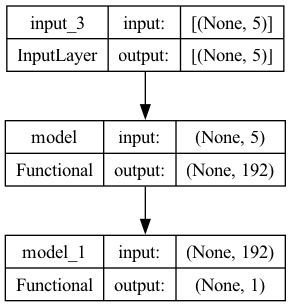 input_3 input: [(None, 5)]
InputLayer output: [(None, 5)]
model input: (None, 5)
Functional output: (None, 192)
model_1 input: (None, 192)
Functional output: (None, 1)